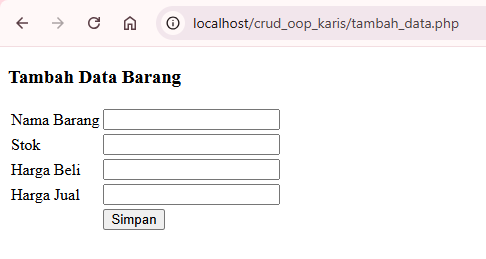 localhost/crud_oop_karis/tambah_data.php
Tambah Data Barang
Nama Barang
Stok
Harga Beli
Harga Jual
Simpan